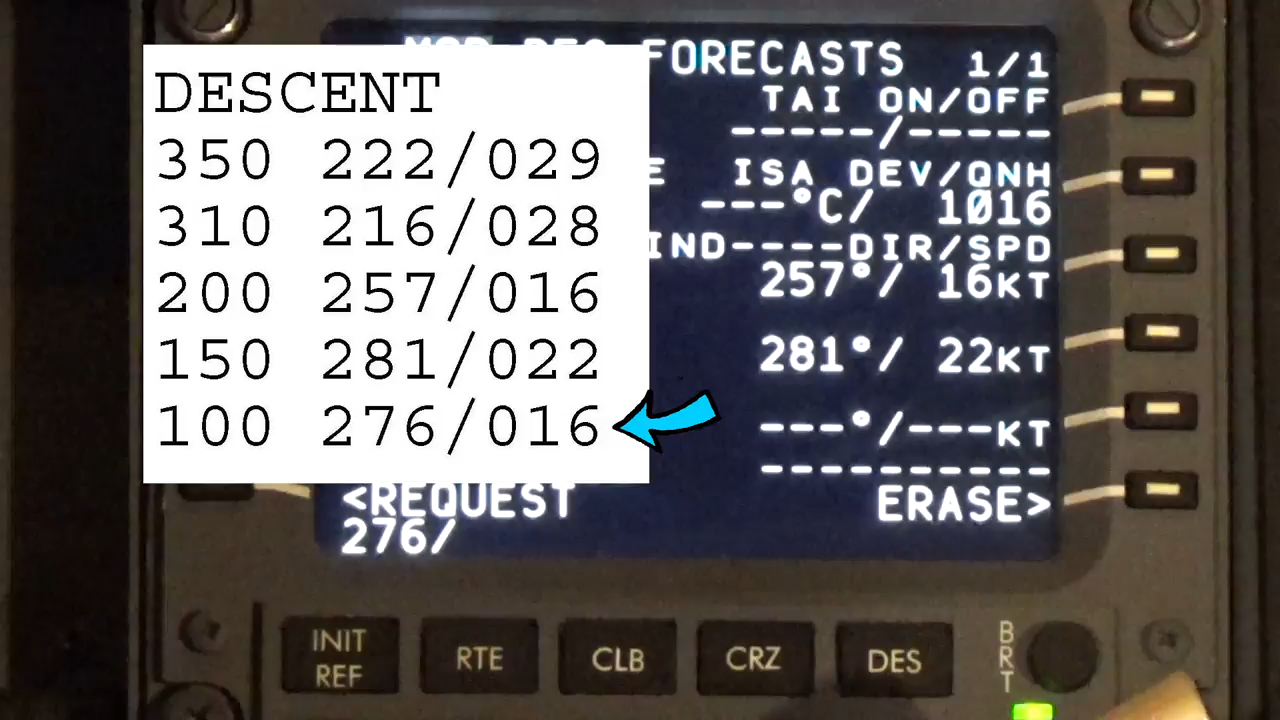 DESCENT
350 222/029
310 216/028
200 257/016
150 281/022
100 276/016
FORECASTS 1/1
TAI ON/OFF
-----/-----
E ISA DEV/QNH
---°C/ 1016
IND----DIR/SPD
257°/ 16KT
281°/ 22KT
---°/---KT
----------
<REQUEST ERASE>
276/
INIT REF
RTE
CLB
CRZ
DES
BRT